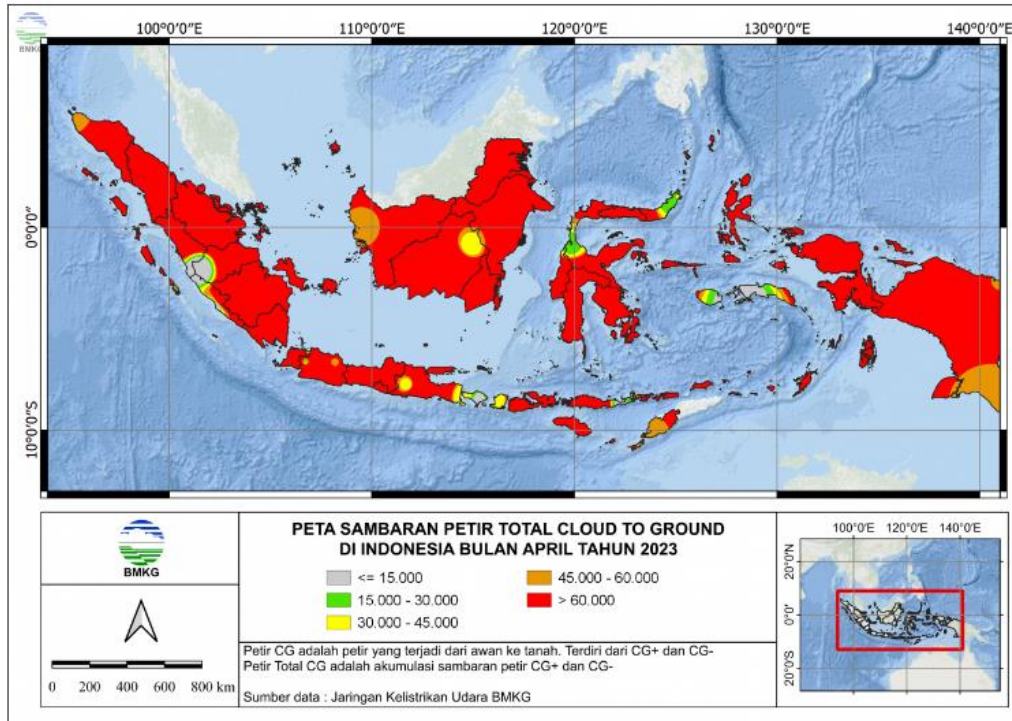 BMKG
100°0'0"E 110°0'0"E 120°0'0"E 130°0'0"E 140°0'0"E
0°0'0"
10°0'0"S
BMKG
0 200 400 600 800 km
PETA SAMBARAN PETIR TOTAL CLOUD TO GROUND
DI INDONESIA BULAN APRIL TAHUN 2023
<= 15.000
15.000 - 30.000
30.000 - 45.000
45.000 - 60.000
> 60.000
Petir CG adalah petir yang terjadi dari awan ke tanah. Terdiri dari CG+ dan CG-
Petir Total CG adalah akumulasi sambaran petir CG+ dan CG-
Sumber data : Jaringan Kelistrikan Udara BMKG
100°0'E 120°0'E 140°0'E
20°0'N
0°0'
20°0'S